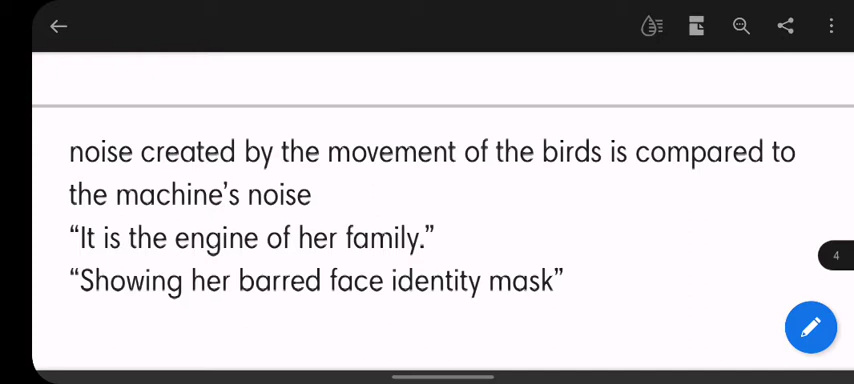 noise created by the movement of the birds is compared to
the machine’s noise
“It is the engine of her family.”
“Showing her barred face identity mask”
4